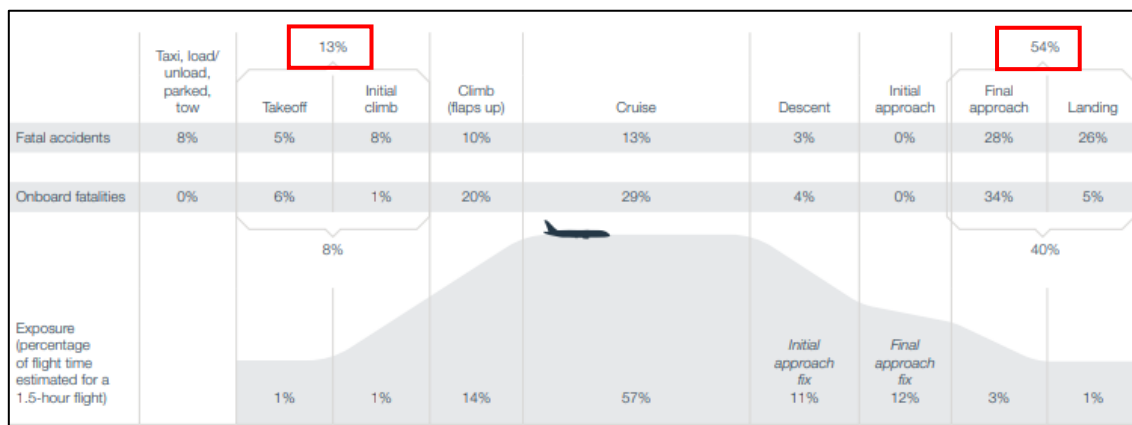 13%
54%
Taxi, load/
unload,
parked,
tow
Takeoff
Initial
climb
Climb
(flaps up)
Cruise
Descent
Initial
approach
Final
approach
Landing
Fatal accidents 8% 5% 8% 10% 13% 3% 0% 28% 26%
Onboard fatalities 0% 6% 1% 20% 29% 4% 0% 34% 5%
8%
40%
Exposure
(percentage
of flight time
estimated for a
1.5-hour flight)
Initial
approach
fix
Final
approach
fix
1% 1% 14% 57% 11% 12% 3% 1%